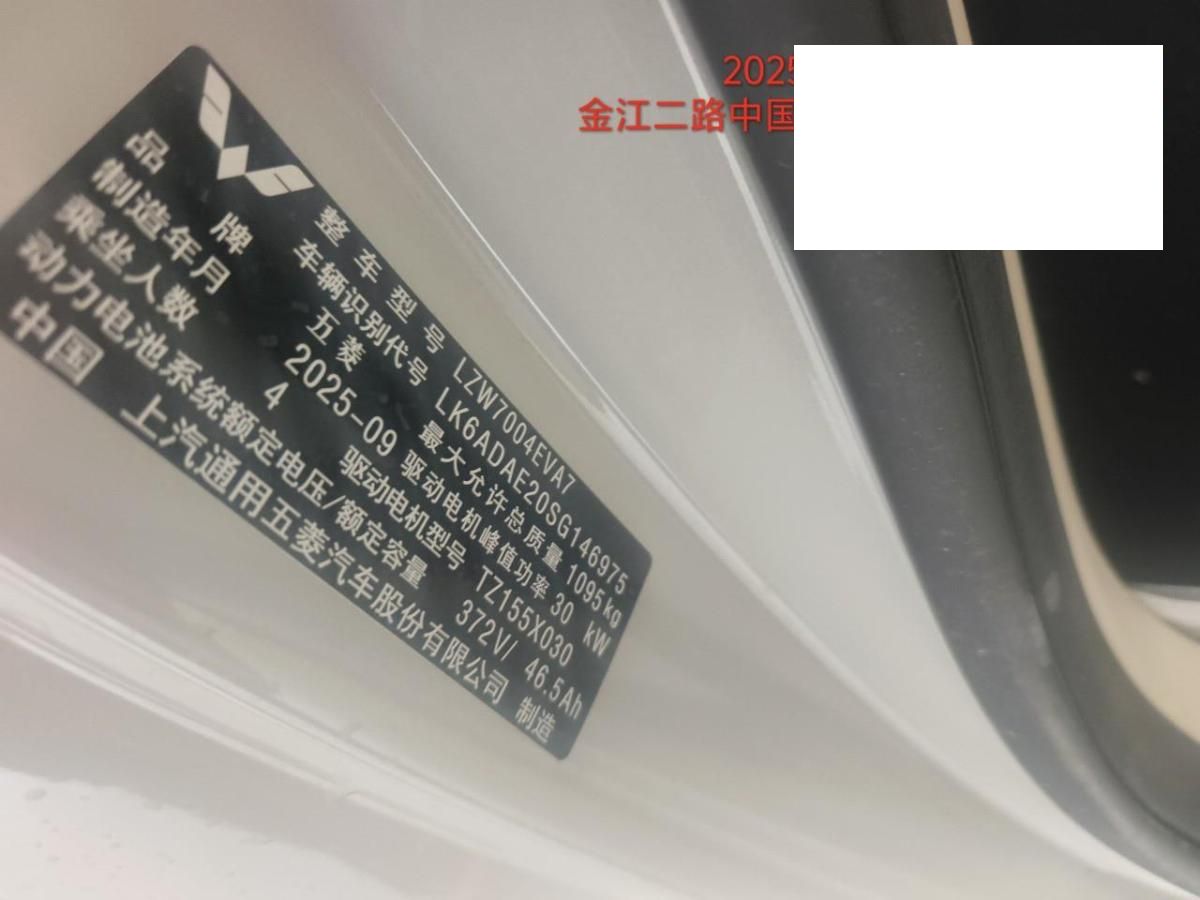 2025
金江二路中国
整车型号 LZW7004EVA7
车辆识别代号 LK6ADAE20SG146975
品牌 五菱 最大允许总质量 1095kg
制造年月 2025-09 驱动电机峰值功率 30 kW
乘坐人数 4 驱动电机型号 TZ155X030
动力电池系统额定电压/额定容量 372V/ 46.5Ah
中国 上汽通用五菱汽车股份有限公司 制造